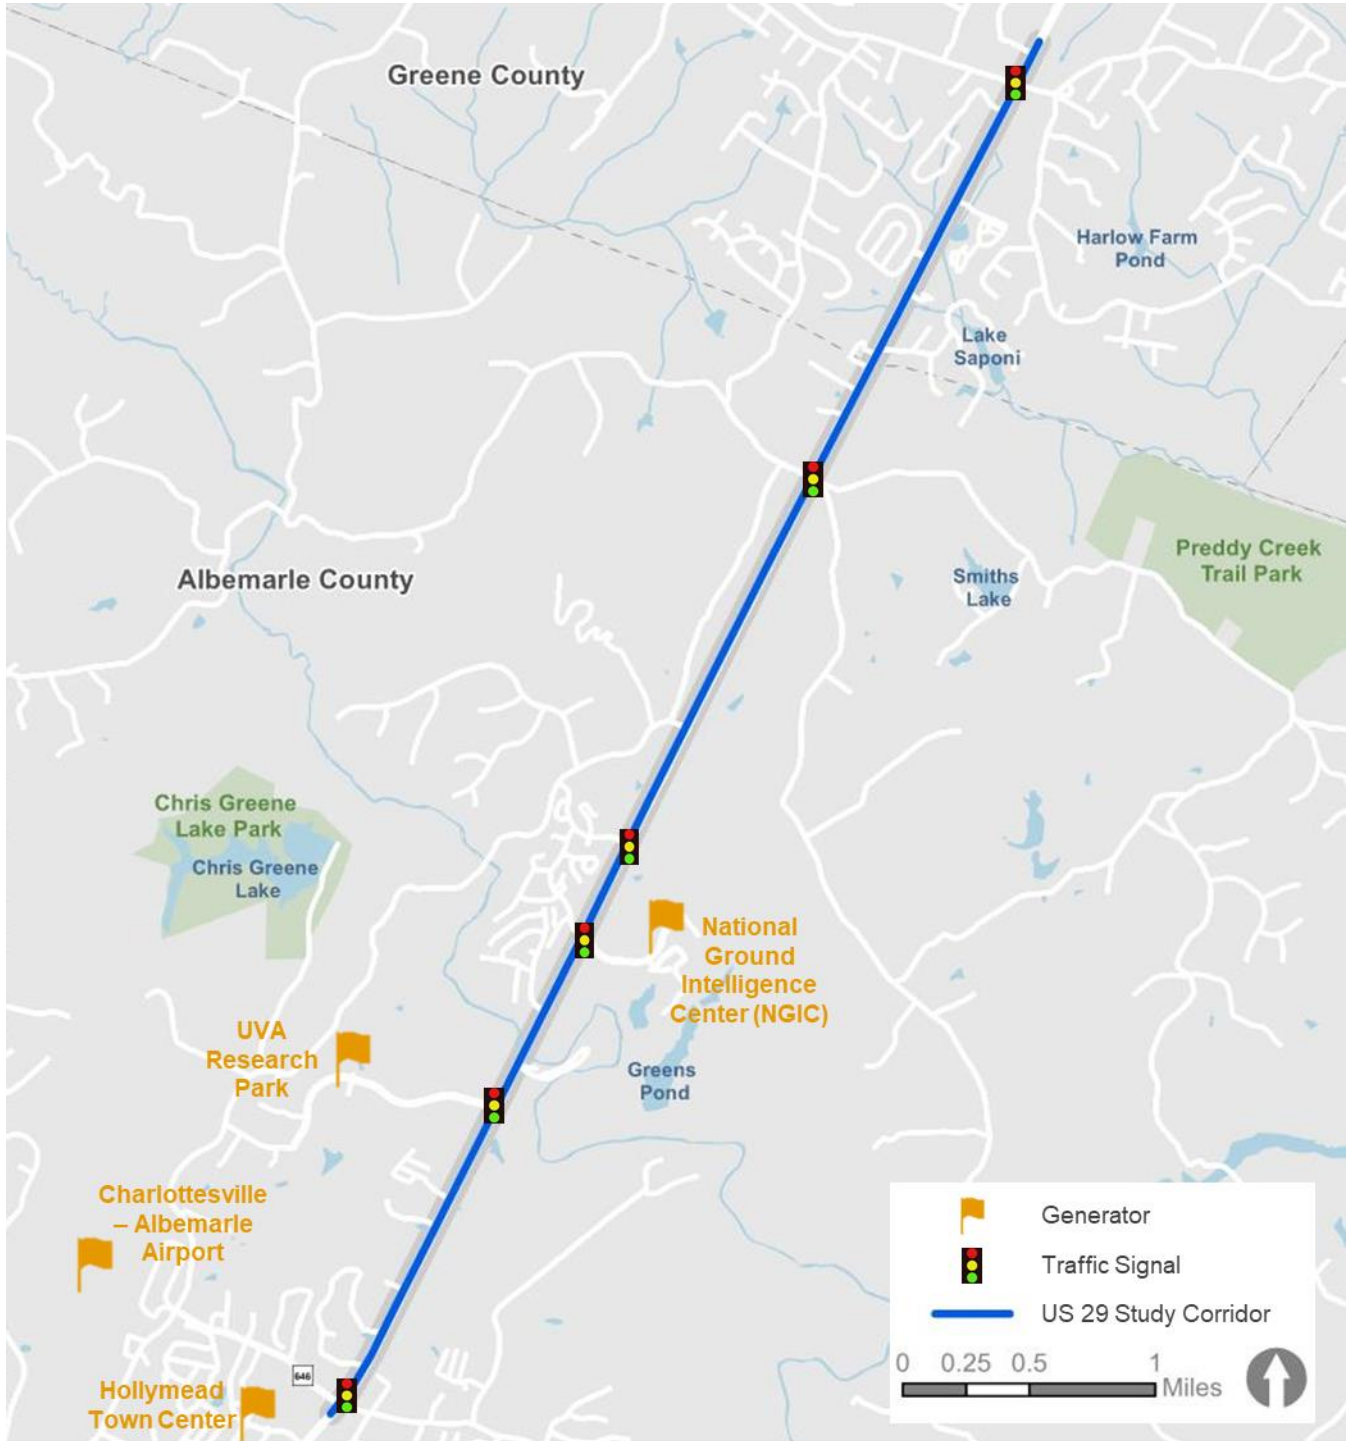 Greene County
Harlow Farm
Pond
Lake
Saponi
Preddy Creek
Trail Park
Albemarle County
Smiths
Lake
Chris Greene
Lake Park
Chris Greene
Lake
National
Ground
Intelligence
Center (NGIC)
UVA
Research
Park
Greens
Pond
Charlottesville
– Albemarle
Airport
646
Hollymead
Town Center
Generator
Traffic Signal
US 29 Study Corridor
0 0.25 0.5 1
Miles